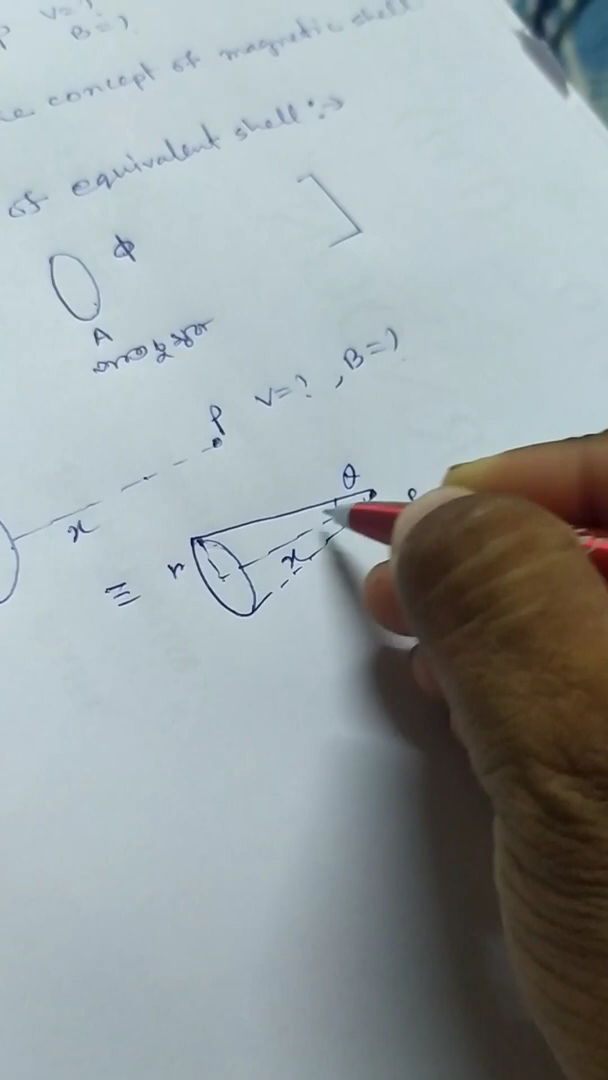 P V=?
B=?
concept of magnetic shell
of equivalent shell :→
φ
A
P V=? , B=?
x
θ
P
r x
≡